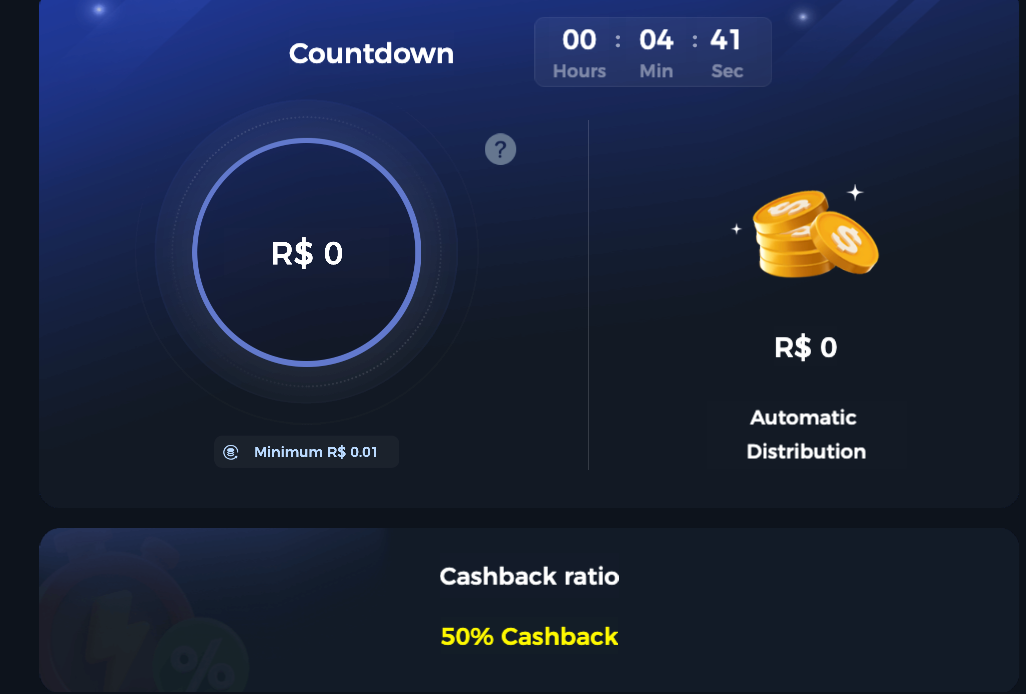 Countdown
00 : 04 : 41
Hours Min Sec
?
R$ 0
Minimum R$ 0.01
R$ 0
Automatic
Distribution
Cashback ratio
50% Cashback